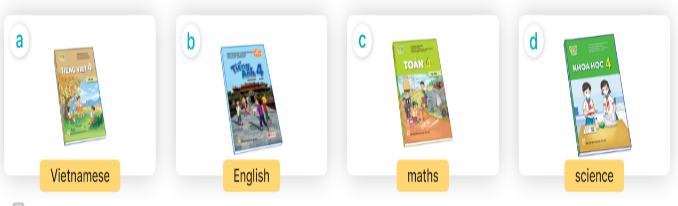 a
TIẾNG VIỆT 4
Vietnamese
b
Tiếng
Anh 4
English
c
TOÁN 4
maths
d
KHOA HỌC 4
science